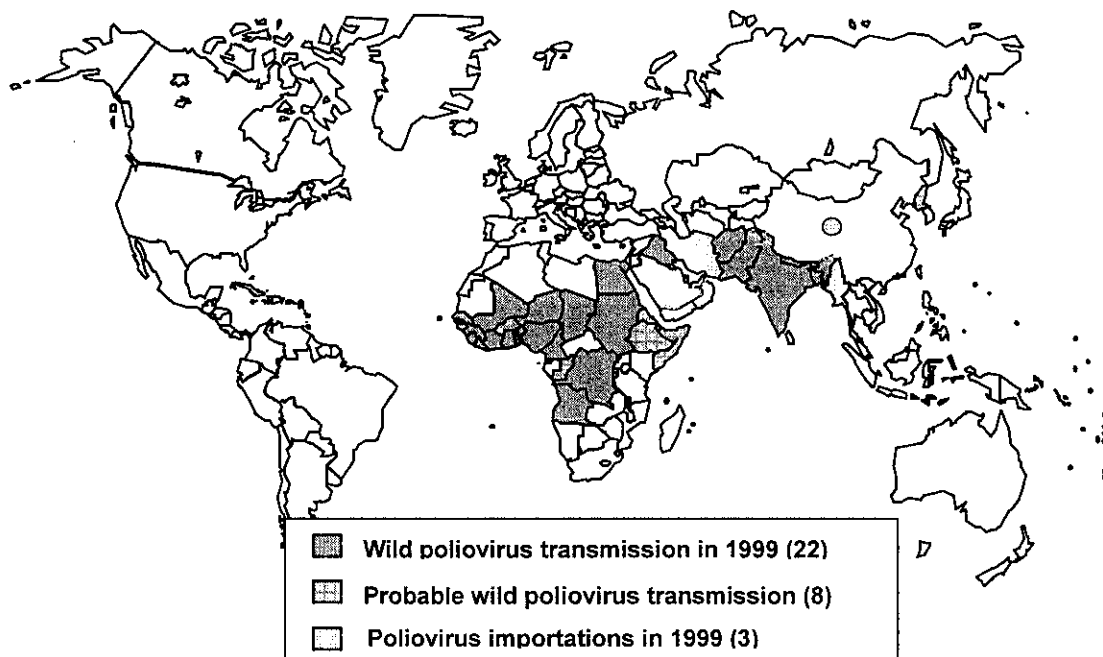 Wild poliovirus transmission in 1999 (22)
Probable wild poliovirus transmission (8)
Poliovirus importations in 1999 (3)